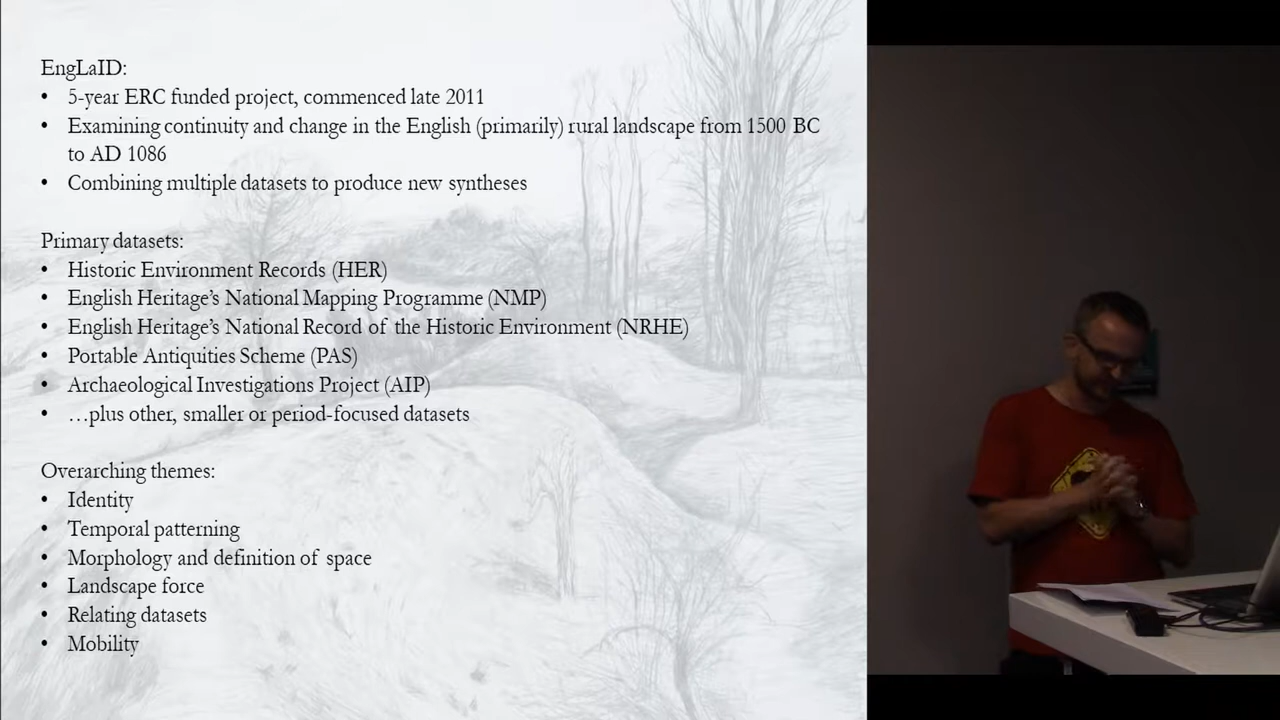 EngLaID:
• 5-year ERC funded project, commenced late 2011
• Examining continuity and change in the English (primarily) rural landscape from 1500 BC
to AD 1086
• Combining multiple datasets to produce new syntheses
Primary datasets:
• Historic Environment Records (HER)
• English Heritage’s National Mapping Programme (NMP)
• English Heritage’s National Record of the Historic Environment (NRHE)
• Portable Antiquities Scheme (PAS)
• Archaeological Investigations Project (AIP)
• …plus other, smaller or period-focused datasets
Overarching themes:
• Identity
• Temporal patterning
• Morphology and definition of space
• Landscape force
• Relating datasets
• Mobility